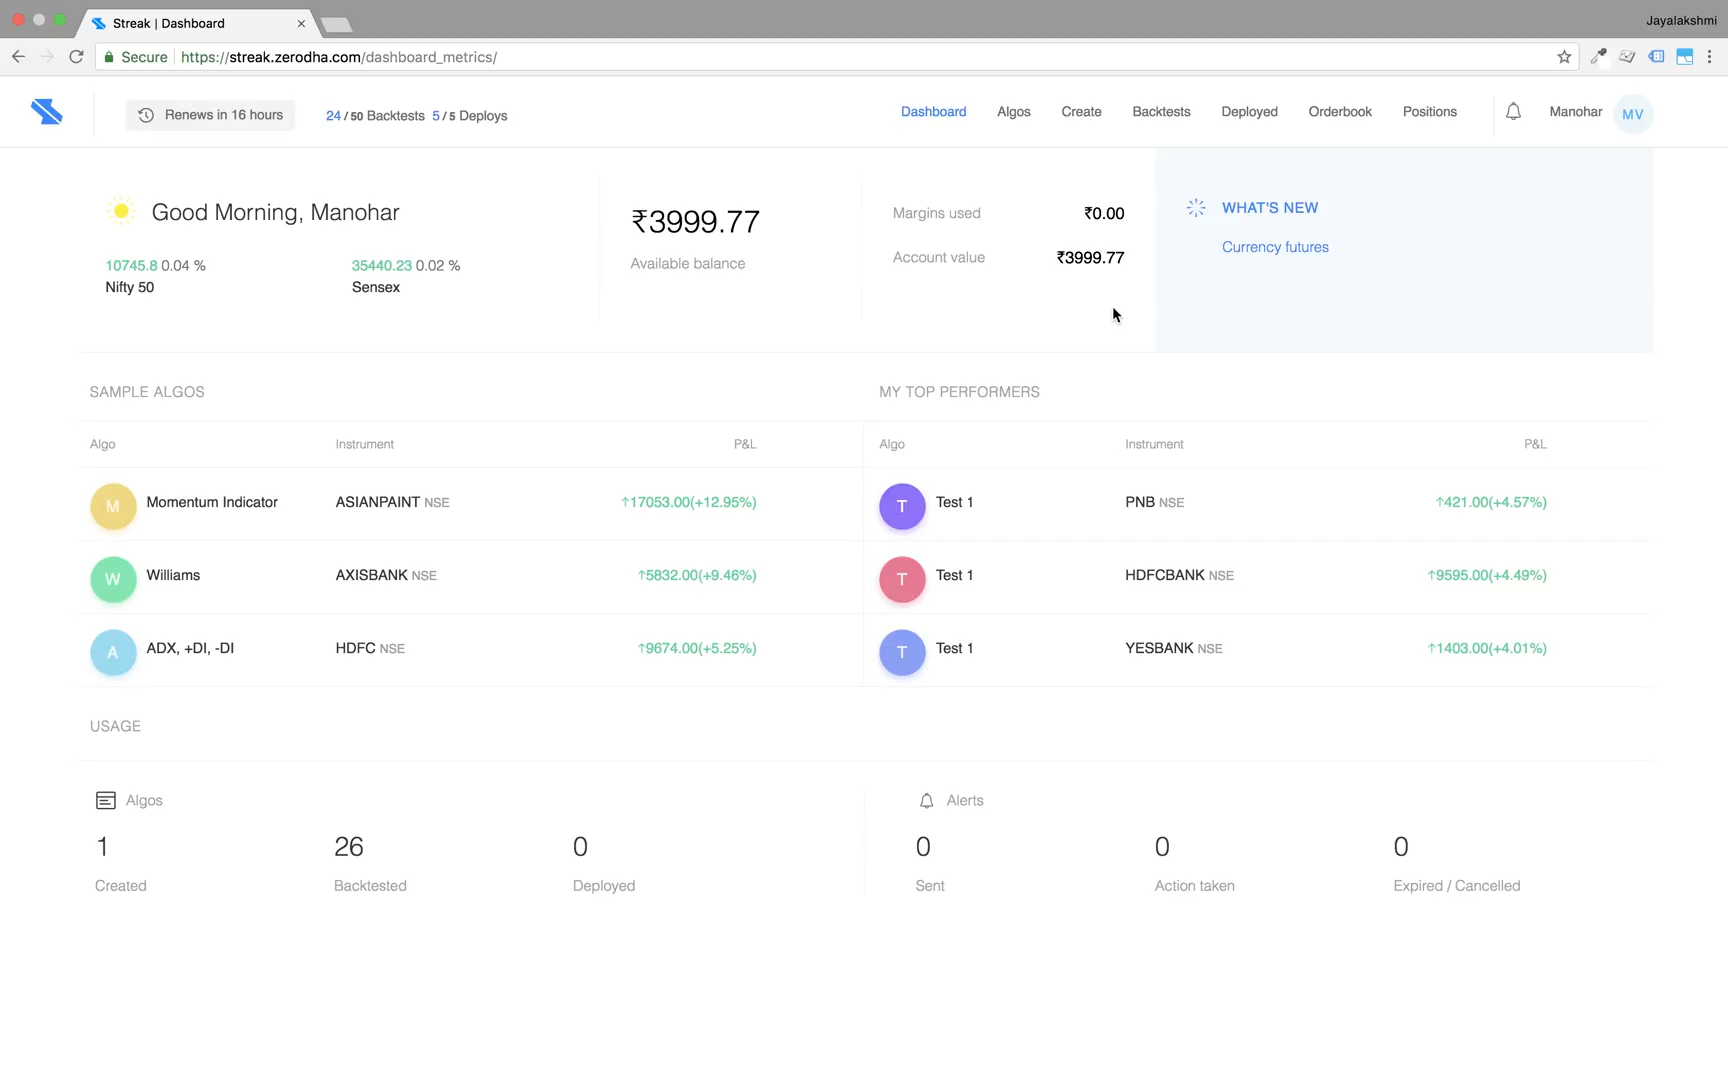 Streak | Dashboard
Jayalakshmi
Secure https://streak.zerodha.com/dashboard_metrics/
Renews in 16 hours 24 / 50 Backtests 5 / 5 Deploys Dashboard Algos Create Backtests Deployed Orderbook Positions Manohar MV
Good Morning, Manohar
10745.8 0.04 % 35440.23 0.02 %
Nifty 50 Sensex
₹3999.77
Available balance
Margins used ₹0.00
Account value ₹3999.77
WHAT'S NEW
Currency futures
SAMPLE ALGOS
Algo Instrument P&L
M Momentum Indicator ASIANPAINT NSE ↑17053.00(+12.95%)
W Williams AXISBANK NSE ↑5832.00(+9.46%)
A ADX, +DI, -DI HDFC NSE ↑9674.00(+5.25%)
MY TOP PERFORMERS
Algo Instrument P&L
T Test 1 PNB NSE ↑421.00(+4.57%)
T Test 1 HDFCBANK NSE ↑9595.00(+4.49%)
T Test 1 YESBANK NSE ↑1403.00(+4.01%)
USAGE
Algos
1 26 0
Created Backtested Deployed
Alerts
0 0 0
Sent Action taken Expired / Cancelled